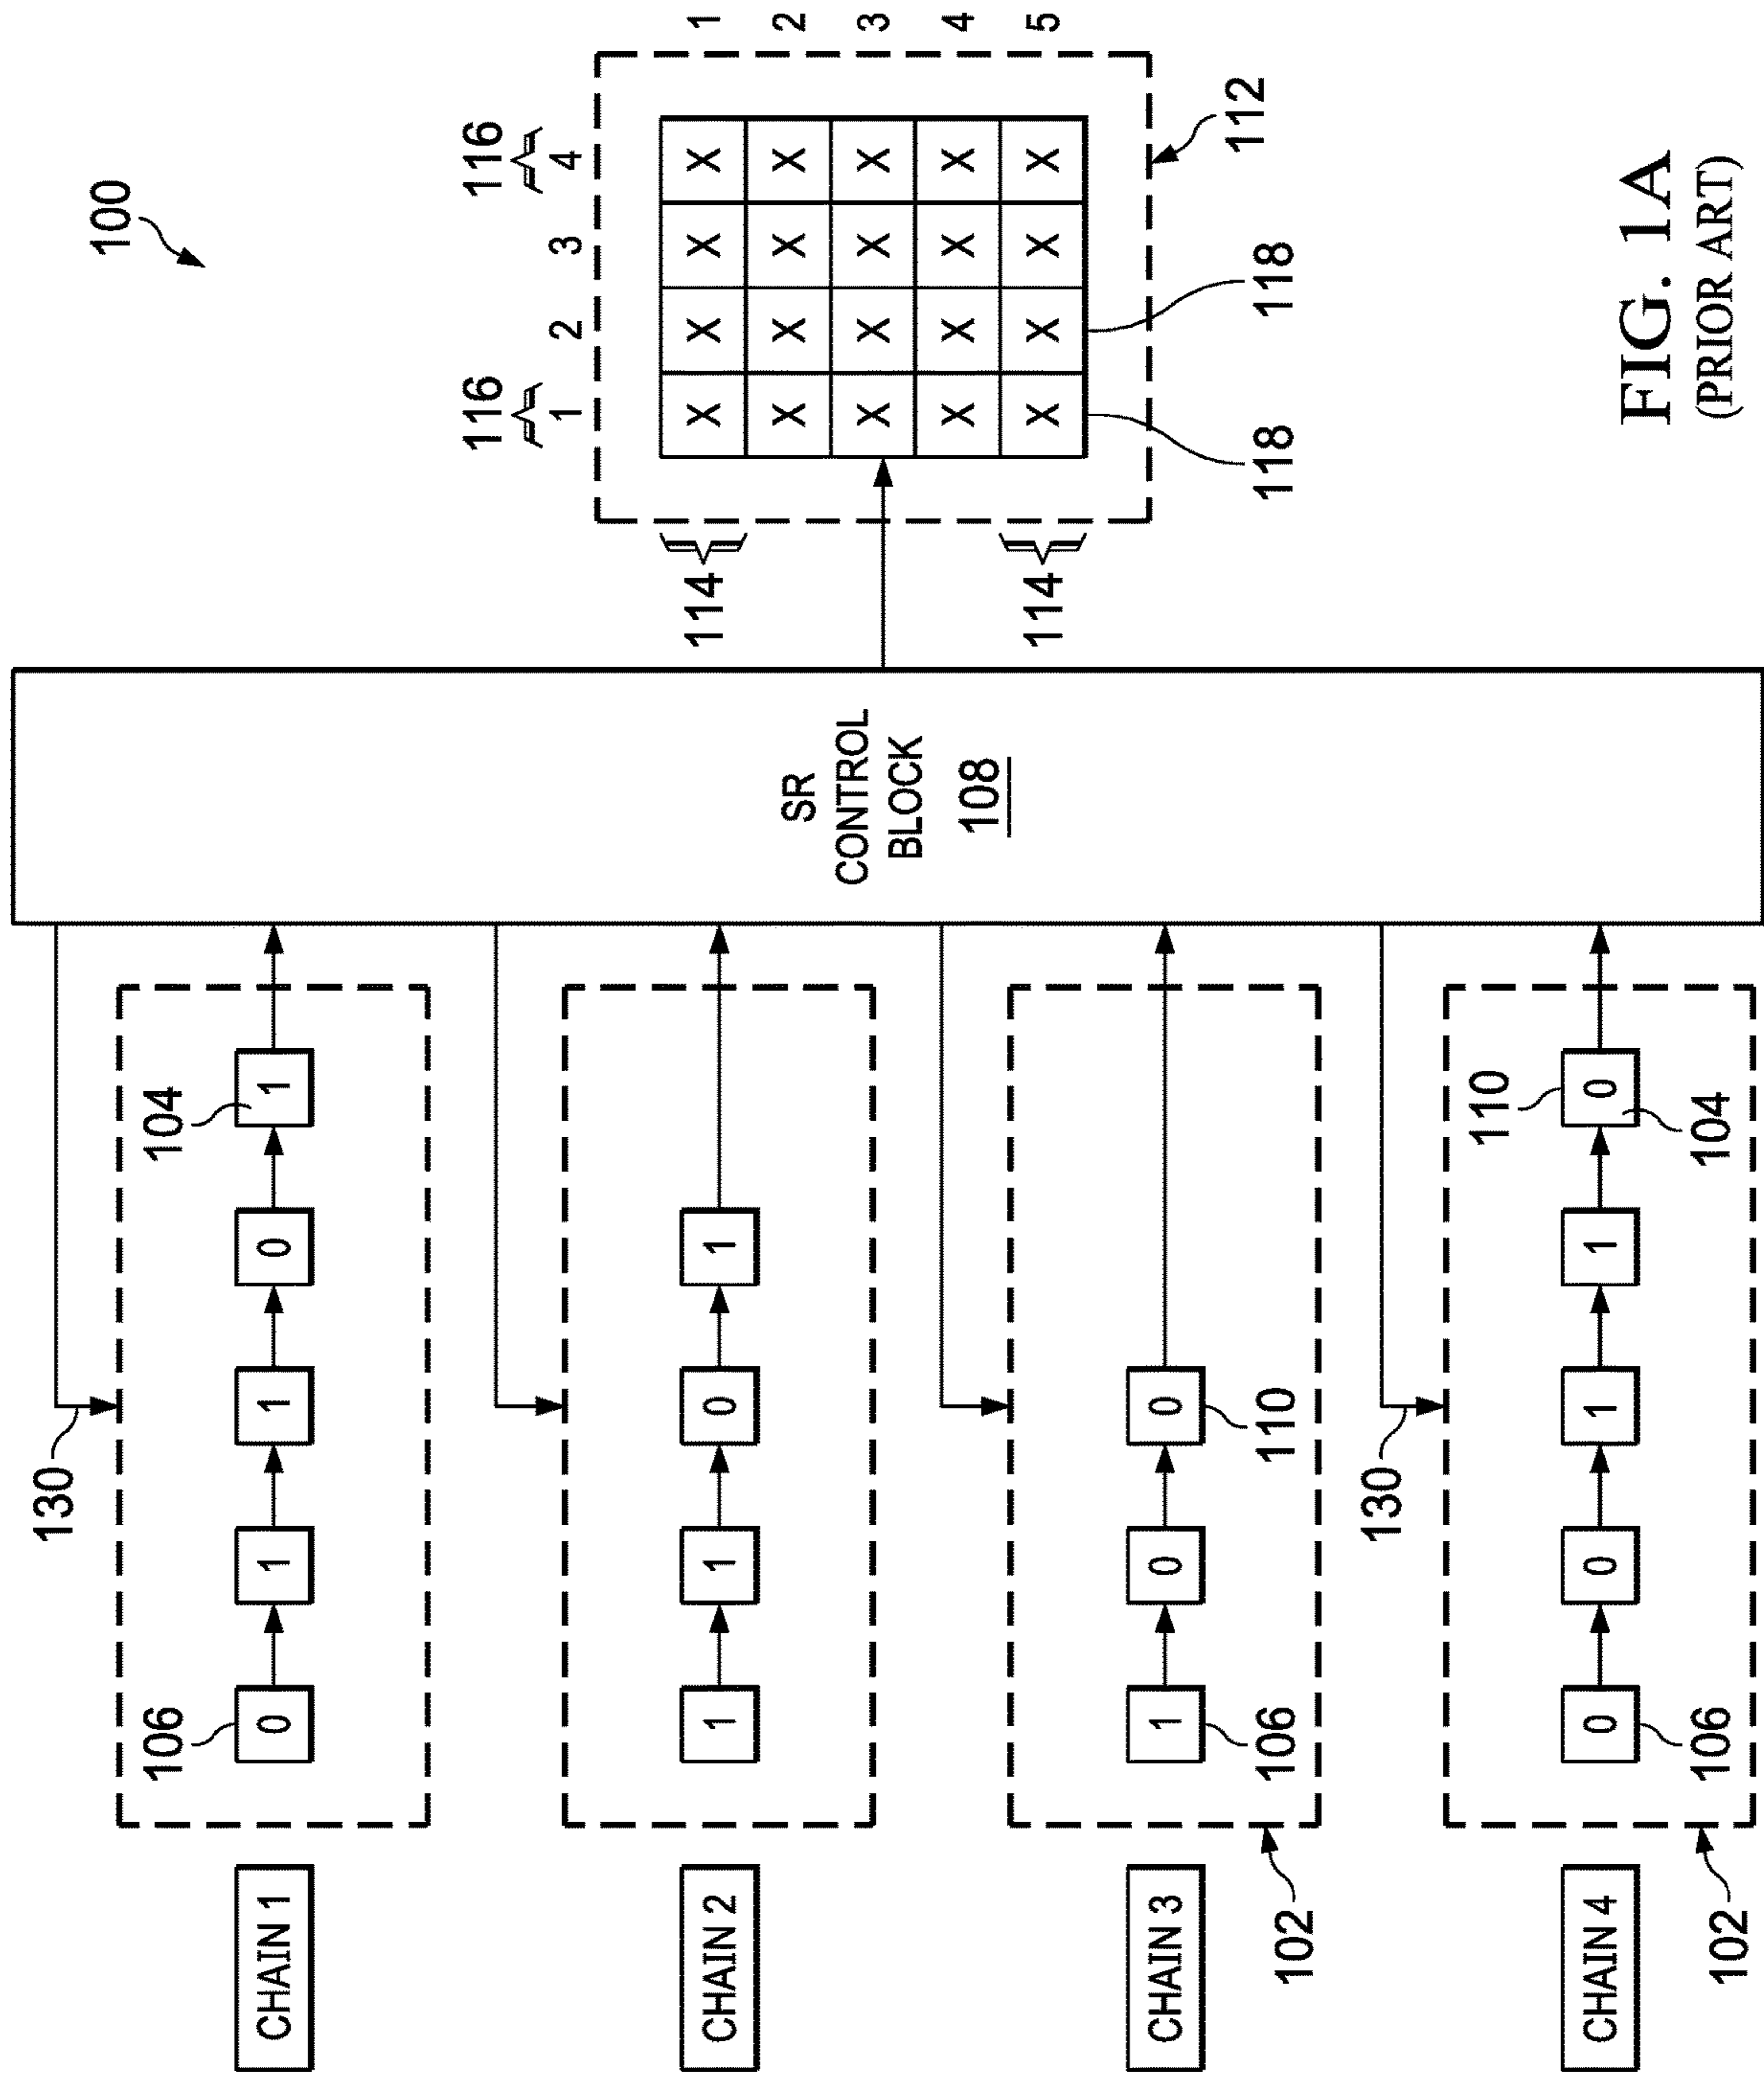 100
130
106
104
CHAIN 1
0 1 1 0 1
CHAIN 2
1 1 0 1
CHAIN 3
1 0 0
106
110
102
130
110
CHAIN 4
0 0 1 1 0
106
104
102
SR
CONTROL
BLOCK
108
116 116
1 2 3 4
114 X X X X 1
X X X X 2
X X X X 3
X X X X 4
114 X X X X 5
118 118 112
FIG. 1A
(PRIOR ART)